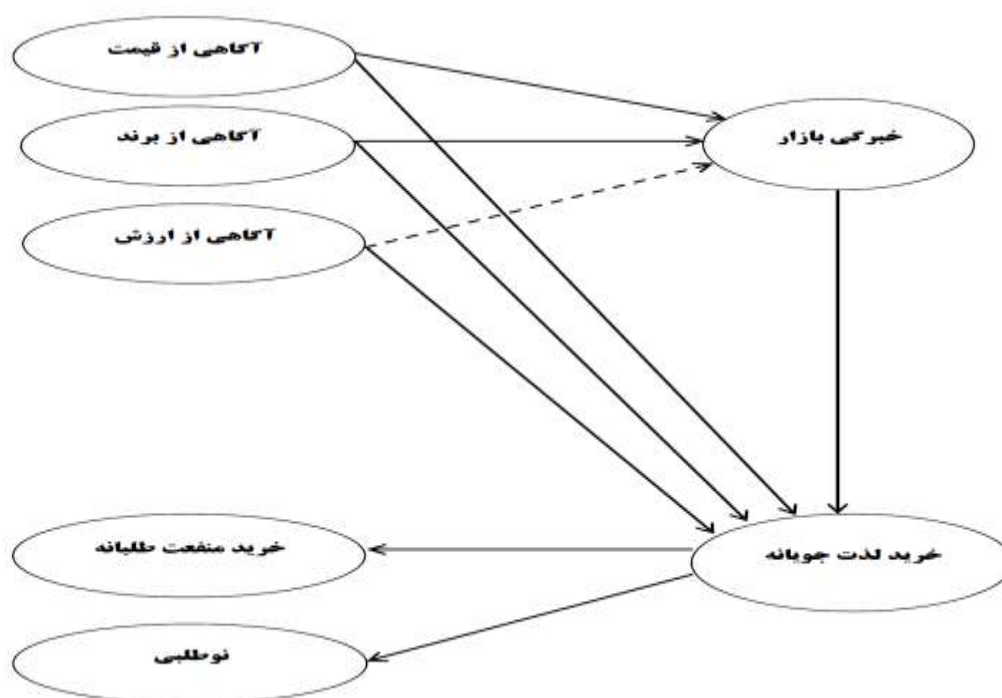 آگاهی از قیمت
آگاهی از برند
خبرگی بازار
آگاهی از ارزش
خرید منفعت طلبانه
خرید لذت جویانه
نوطلبی